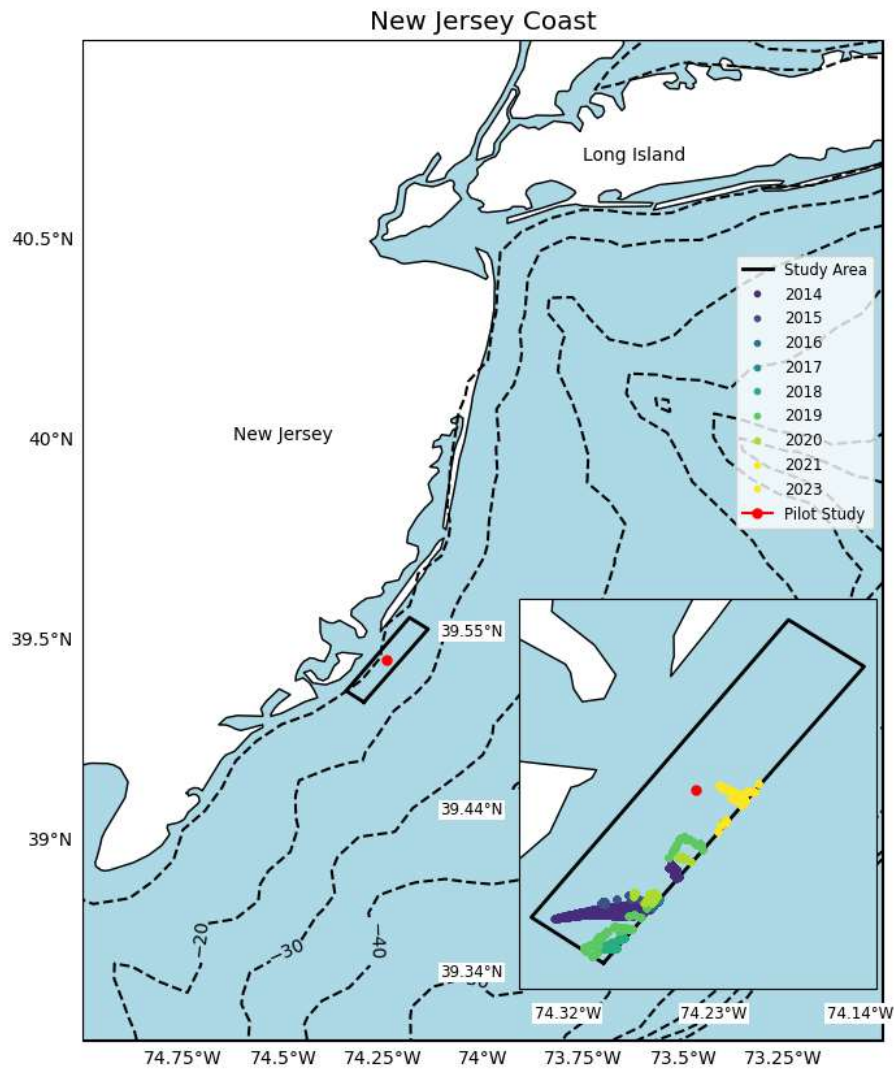 New Jersey Coast
Long Island
40.5°N
Study Area
2014
2015
2016
2017
2018
2019
2020
2021
2023
Pilot Study
40°N
New Jersey
39.5°N
39.55°N
39.44°N
39°N
−20
−30
−40
39.34°N
74.32°W 74.23°W 74.14°W
74.75°W 74.5°W 74.25°W 74°W 73.75°W 73.5°W 73.25°W